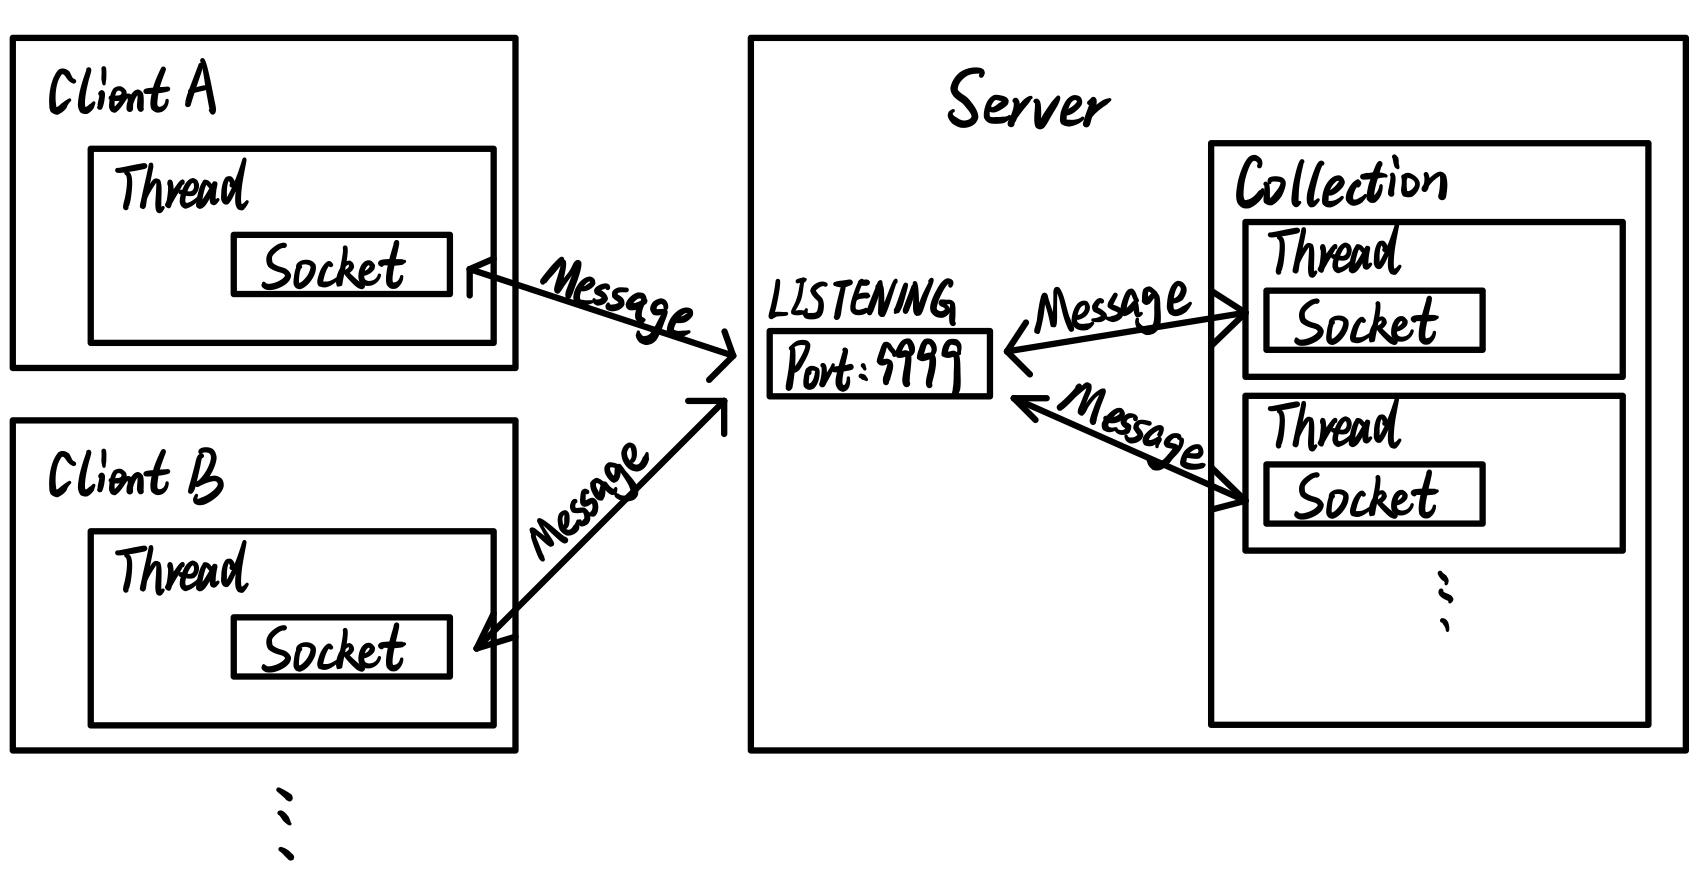 Client A
Thread
Socket
Message
Client B
Thread
Socket
Message
Server
LISTENING
Port: 9999
Message
Message
Collection
Thread
Socket
Thread
Socket